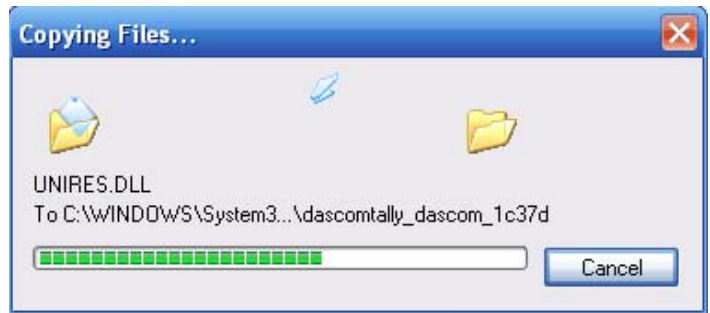 Copying Files...
UNIRES.DLL
To C:\WINDOWS\System3...\dascomtally_dascom_1c37d
Cancel